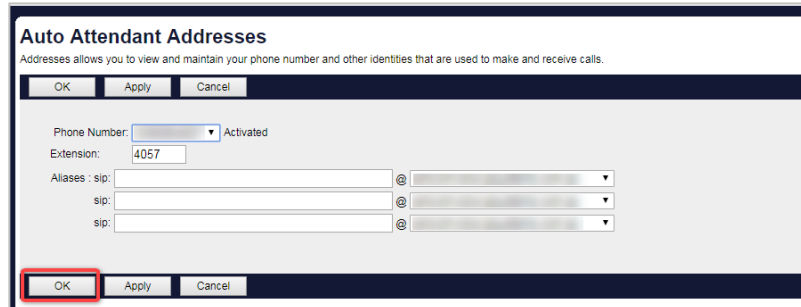 Auto Attendant Addresses
Addresses allows you to view and maintain your phone number and other identities that are used to make and receive calls.
OK Apply Cancel
Phone Number: Activated
Extension: 4057
Aliases : sip: @
sip: @
sip: @
OK Apply Cancel